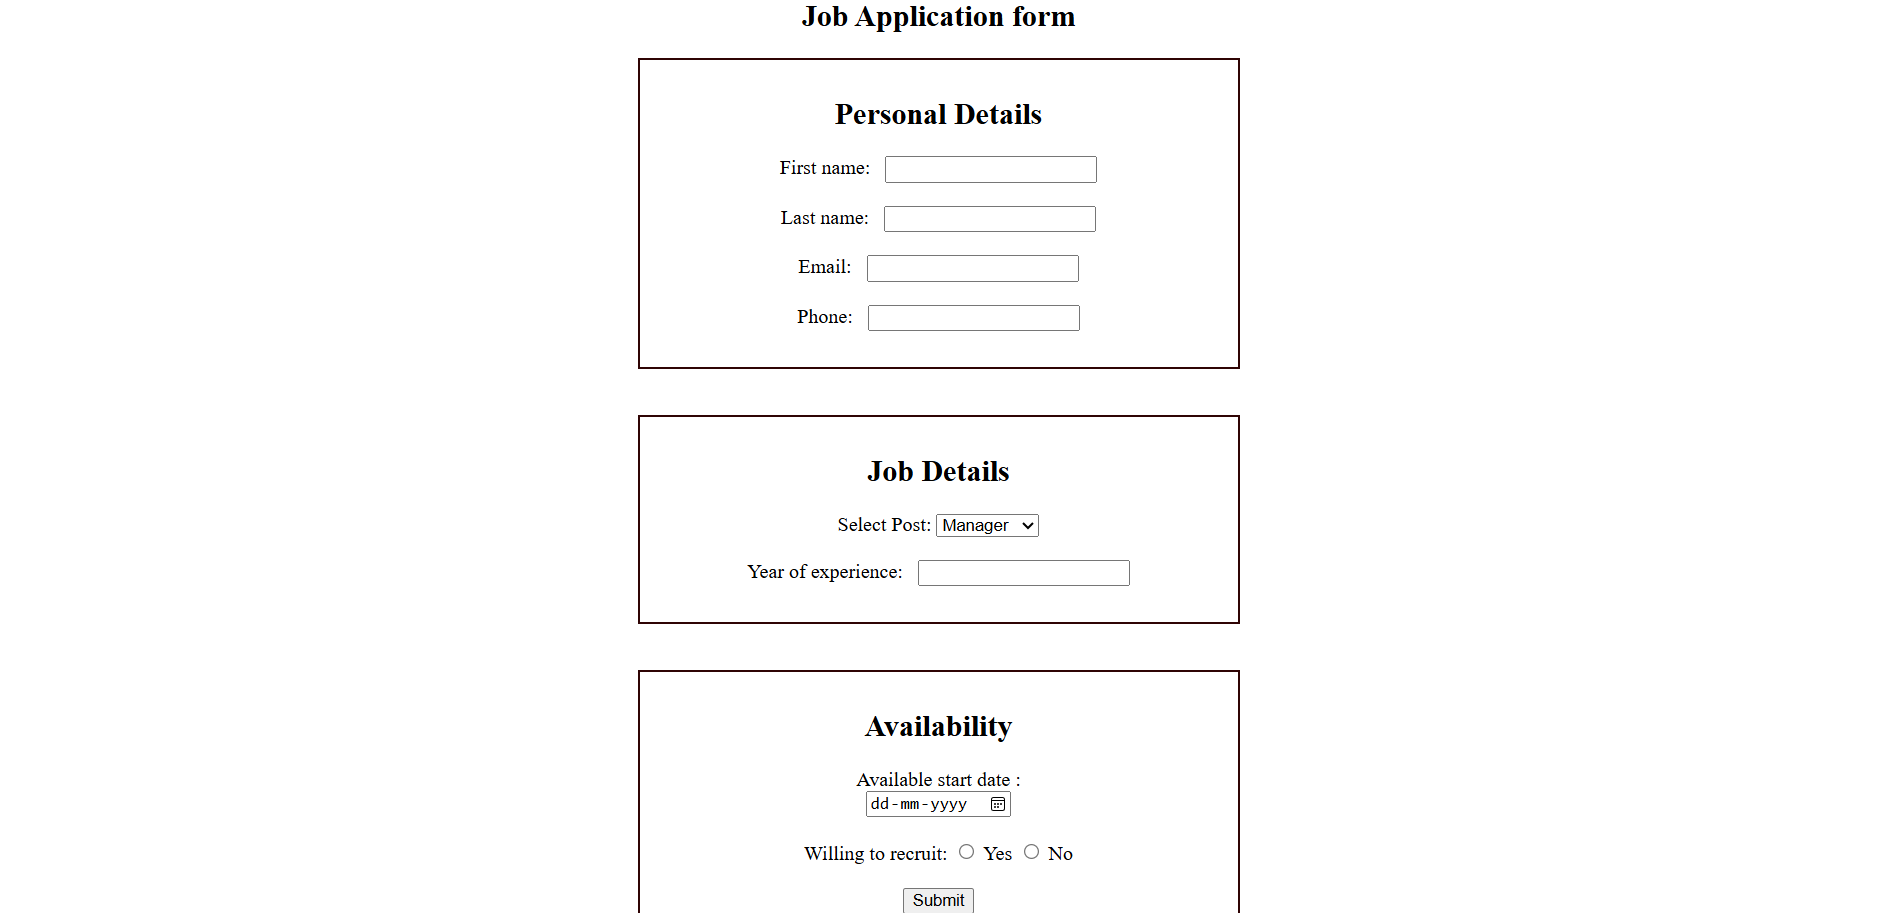 Job Application form
Personal Details
First name:
Last name:
Email:
Phone:
Job Details
Select Post: Manager
Year of experience:
Availability
Available start date :
dd-mm-yyyy
Willing to recruit: Yes No
Submit